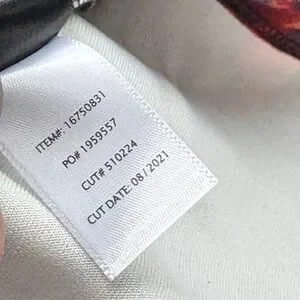 ITEM#: 16750831
PO# 1959557
CUT# 510224
CUT DATE: 08 / 2021